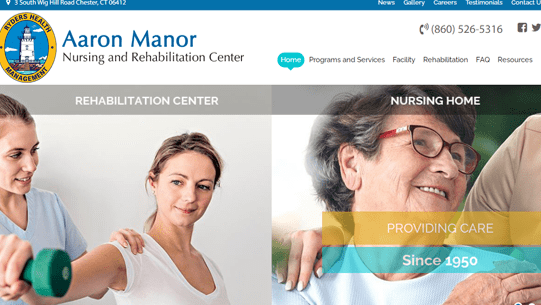 3 South Wig Hill Road Chester, CT 06412
News Gallery Careers Testimonials Contact U
(860) 526-5316
RYDERS HEALTH MANAGEMENT
Aaron Manor
Nursing and Rehabilitation Center
Home Programs and Services Facility Rehabilitation FAQ Resources
REHABILITATION CENTER
NURSING HOME
PROVIDING CARE
Since 1950